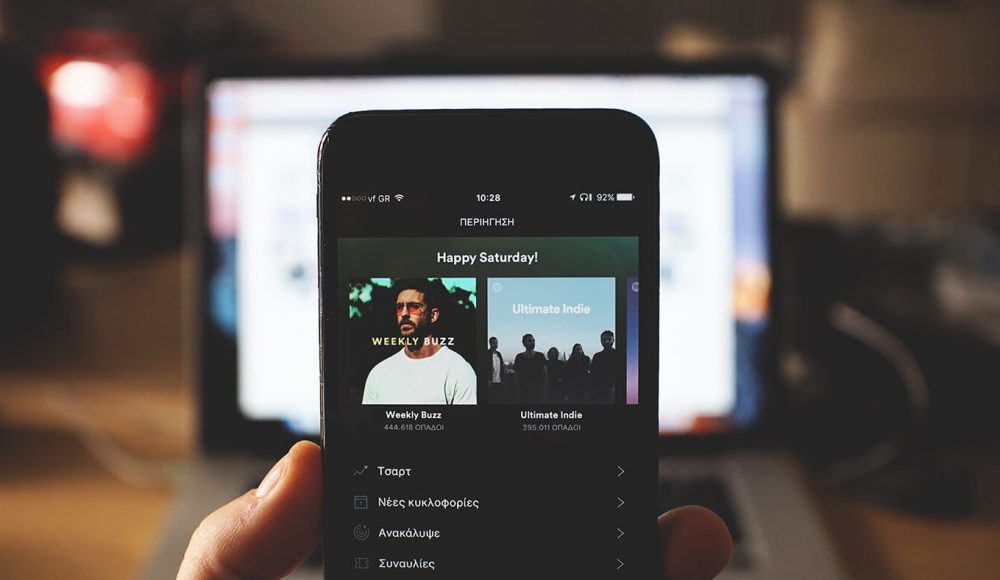 vf GR 10:28 92%
ΠΕΡΙΗΓΗΣΗ
Happy Saturday!
WEEKLY BUZZ
Ultimate Indie
Weekly Buzz
Ultimate Indie
444.618 ΟΠΑΔΟΙ
395.011 ΟΠΑΔΟΙ
Τσαρτ
Νέες κυκλοφορίες
Ανακάλυψε
Συναυλίες